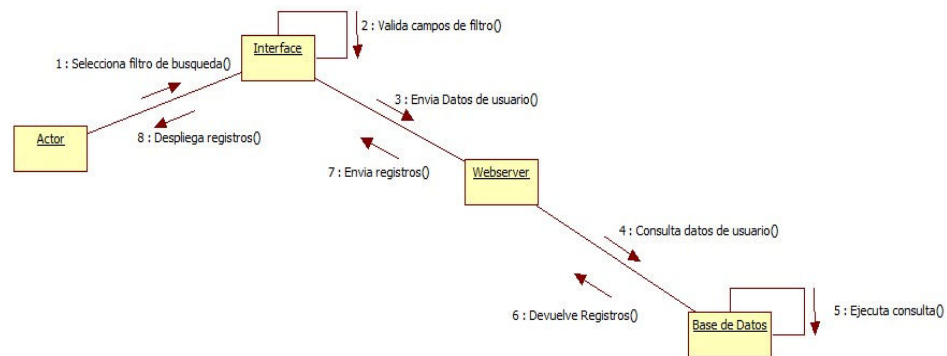 2 : Valida campos de filtro()
Interface
1 : Selecciona filtro de busqueda()
3 : Envia Datos de usuario()
Actor
8 : Despliega registros()
7 : Envia registros()
Webserver
4 : Consulta datos de usuario()
6 : Devuelve Registros()
Base de Datos
5 : Ejecuta consulta()